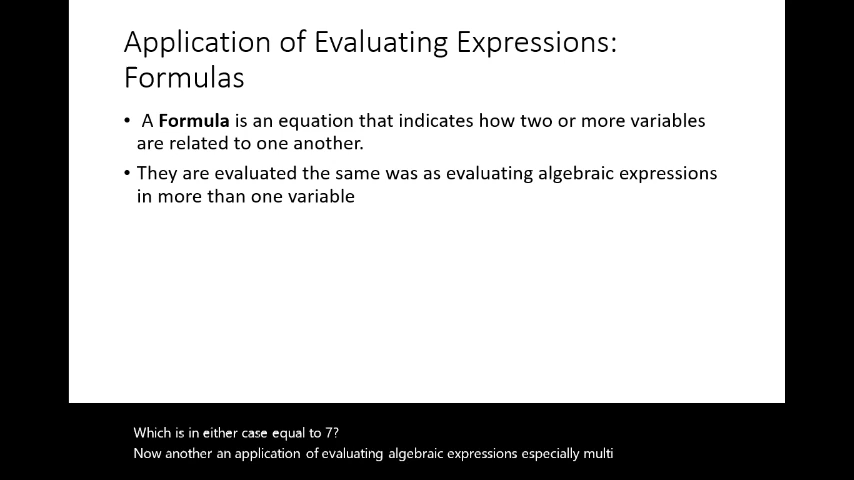 Application of Evaluating Expressions:
Formulas
• A Formula is an equation that indicates how two or more variables
are related to one another.
• They are evaluated the same was as evaluating algebraic expressions
in more than one variable
Which is in either case equal to 7?
Now another an application of evaluating algebraic expressions especially multi